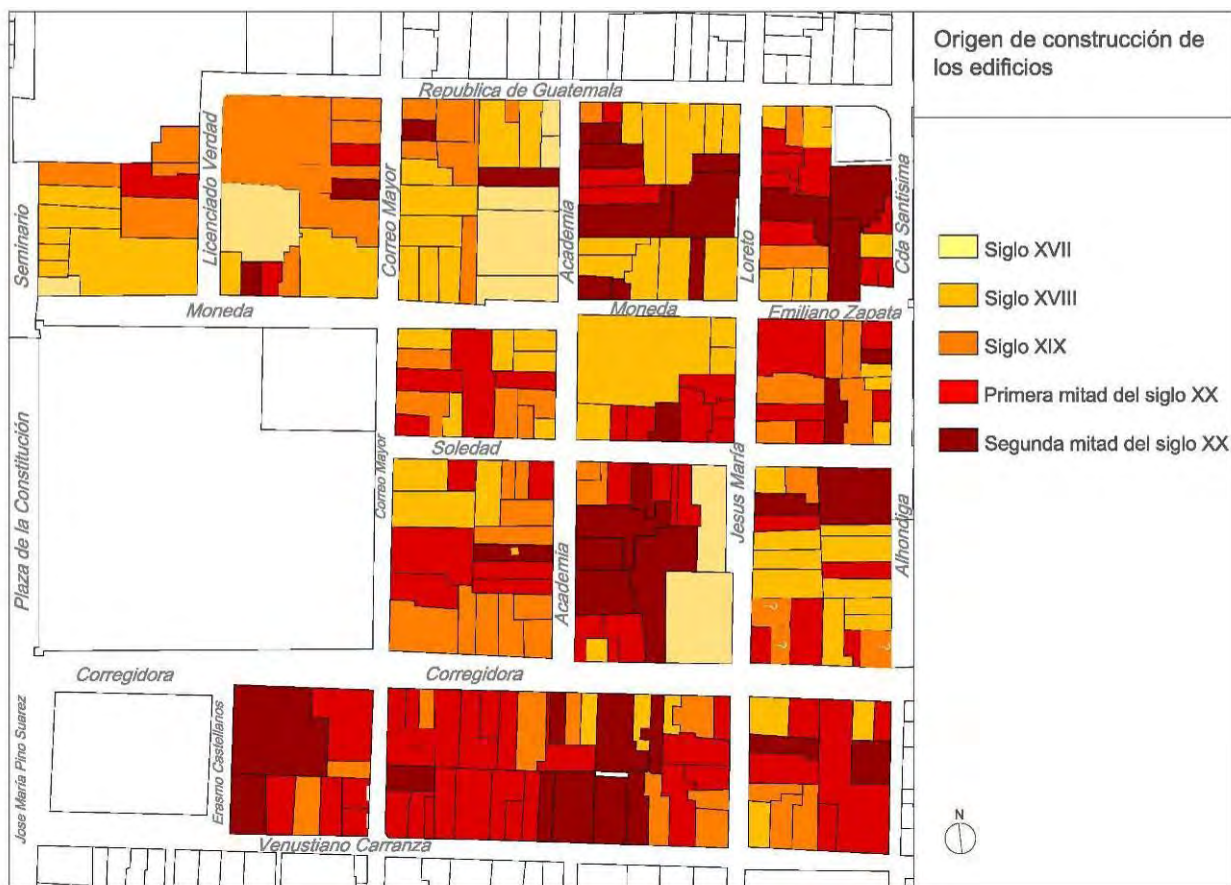 Origen de construcción de
los edificios
Republica de Guatemala
Seminario
Licenciado Verdad
Correo Mayor
Academia
Loreto
Cda Santisima
Siglo XVII
Siglo XVIII
Siglo XIX
Primera mitad del siglo XX
Segunda mitad del siglo XX
Moneda
Moneda
Emiliano Zapata
Plaza de la Constitución
Correo Mayor
Soledad
Academia
Jesus María
Alhondiga
?
?
?
Corregidora
Corregidora
Jose María Pino Suarez
Erasmo Castellanos
Venustiano Carranza
N